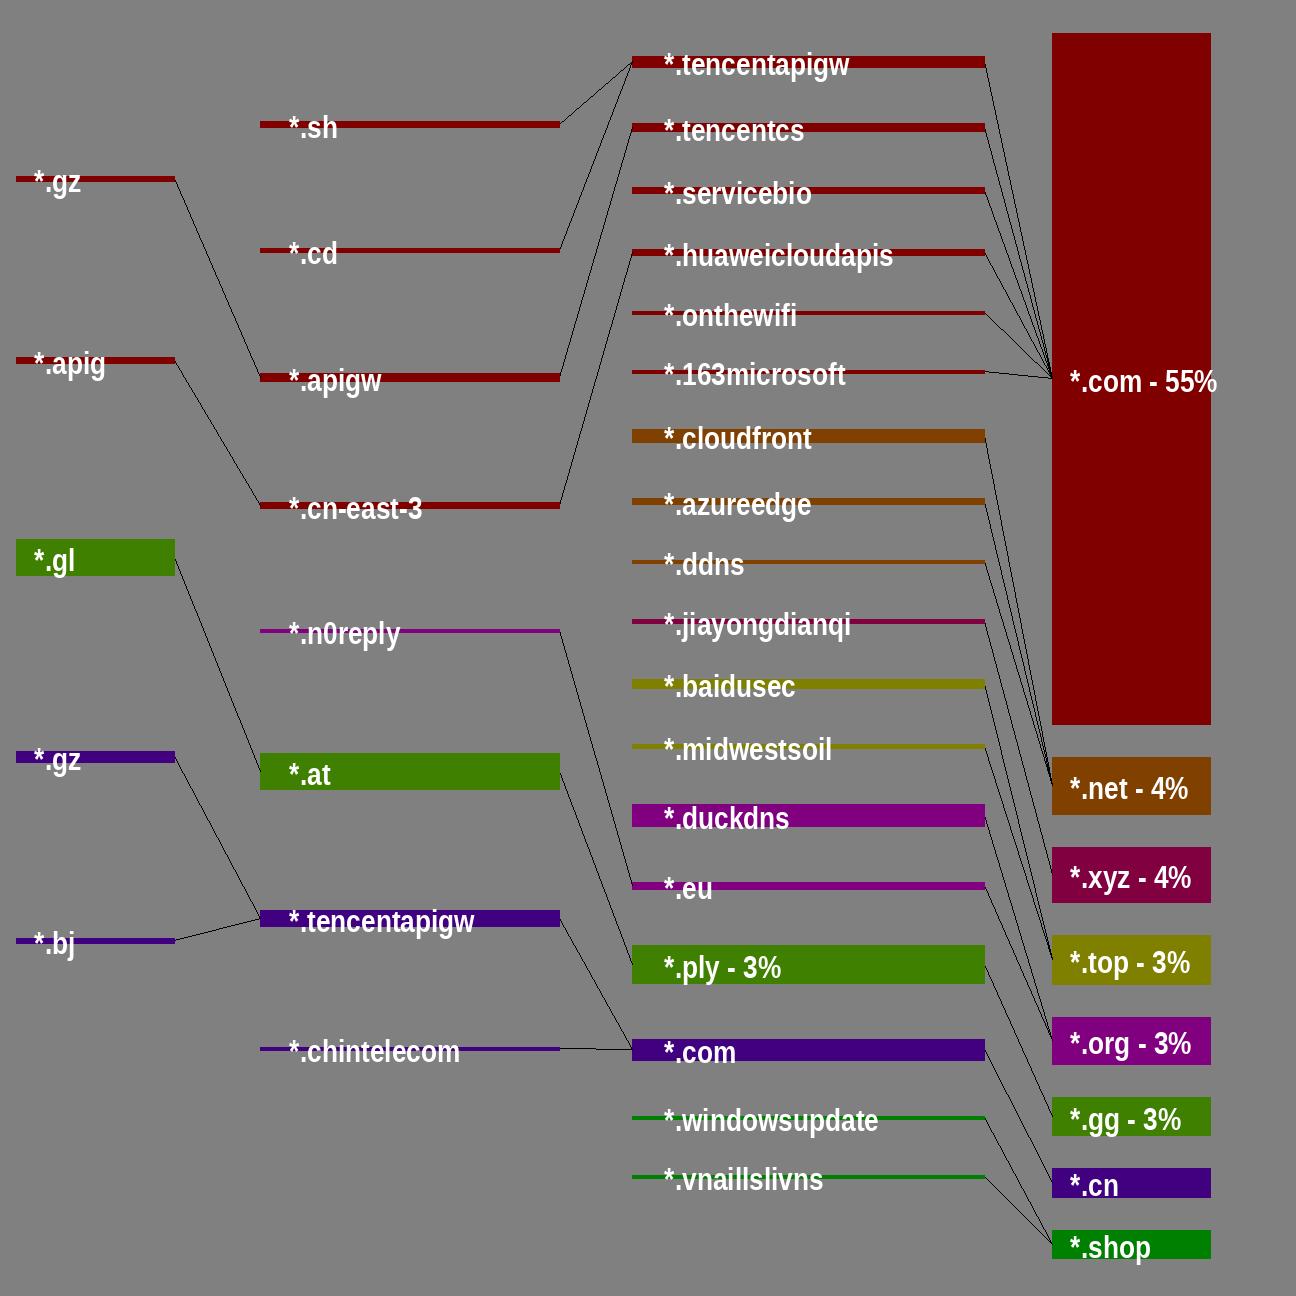 *.gz
*.apig
*.gl
*.gz
*.bj
*.sh
*.cd
*.apigw
*.cn-east-3
*.n0reply
*.at
*.tencentapigw
*.chintelecom
*.tencentapigw
*.tencentcs
*.servicebio
*.huaweicloudapis
*.onthewifi
*.163microsoft
*.cloudfront
*.azureedge
*.ddns
*.jiayongdianqi
*.baidusec
*.midwestsoil
*.duckdns
*.eu
*.ply - 3%
*.com
*.windowsupdate
*.vnaillslivns
*.com - 55%
*.net - 4%
*.xyz - 4%
*.top - 3%
*.org - 3%
*.gg - 3%
*.cn
*.shop